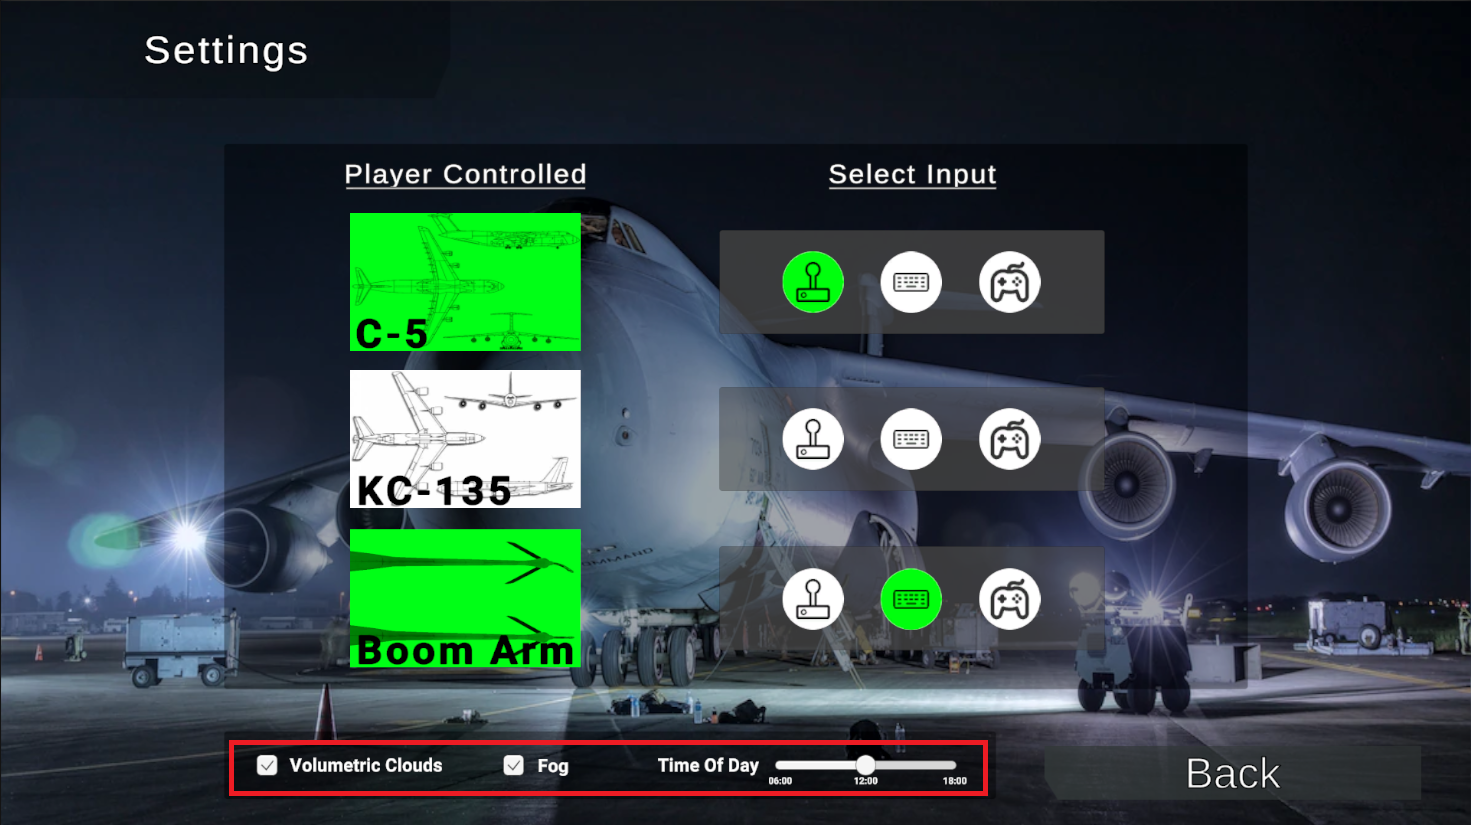 Settings
Player Controlled
Select Input
C-5
KC-135
OMMAND
Boom Arm
Volumetric Clouds
Fog
Time Of Day
06:00
12:00
18:00
Back